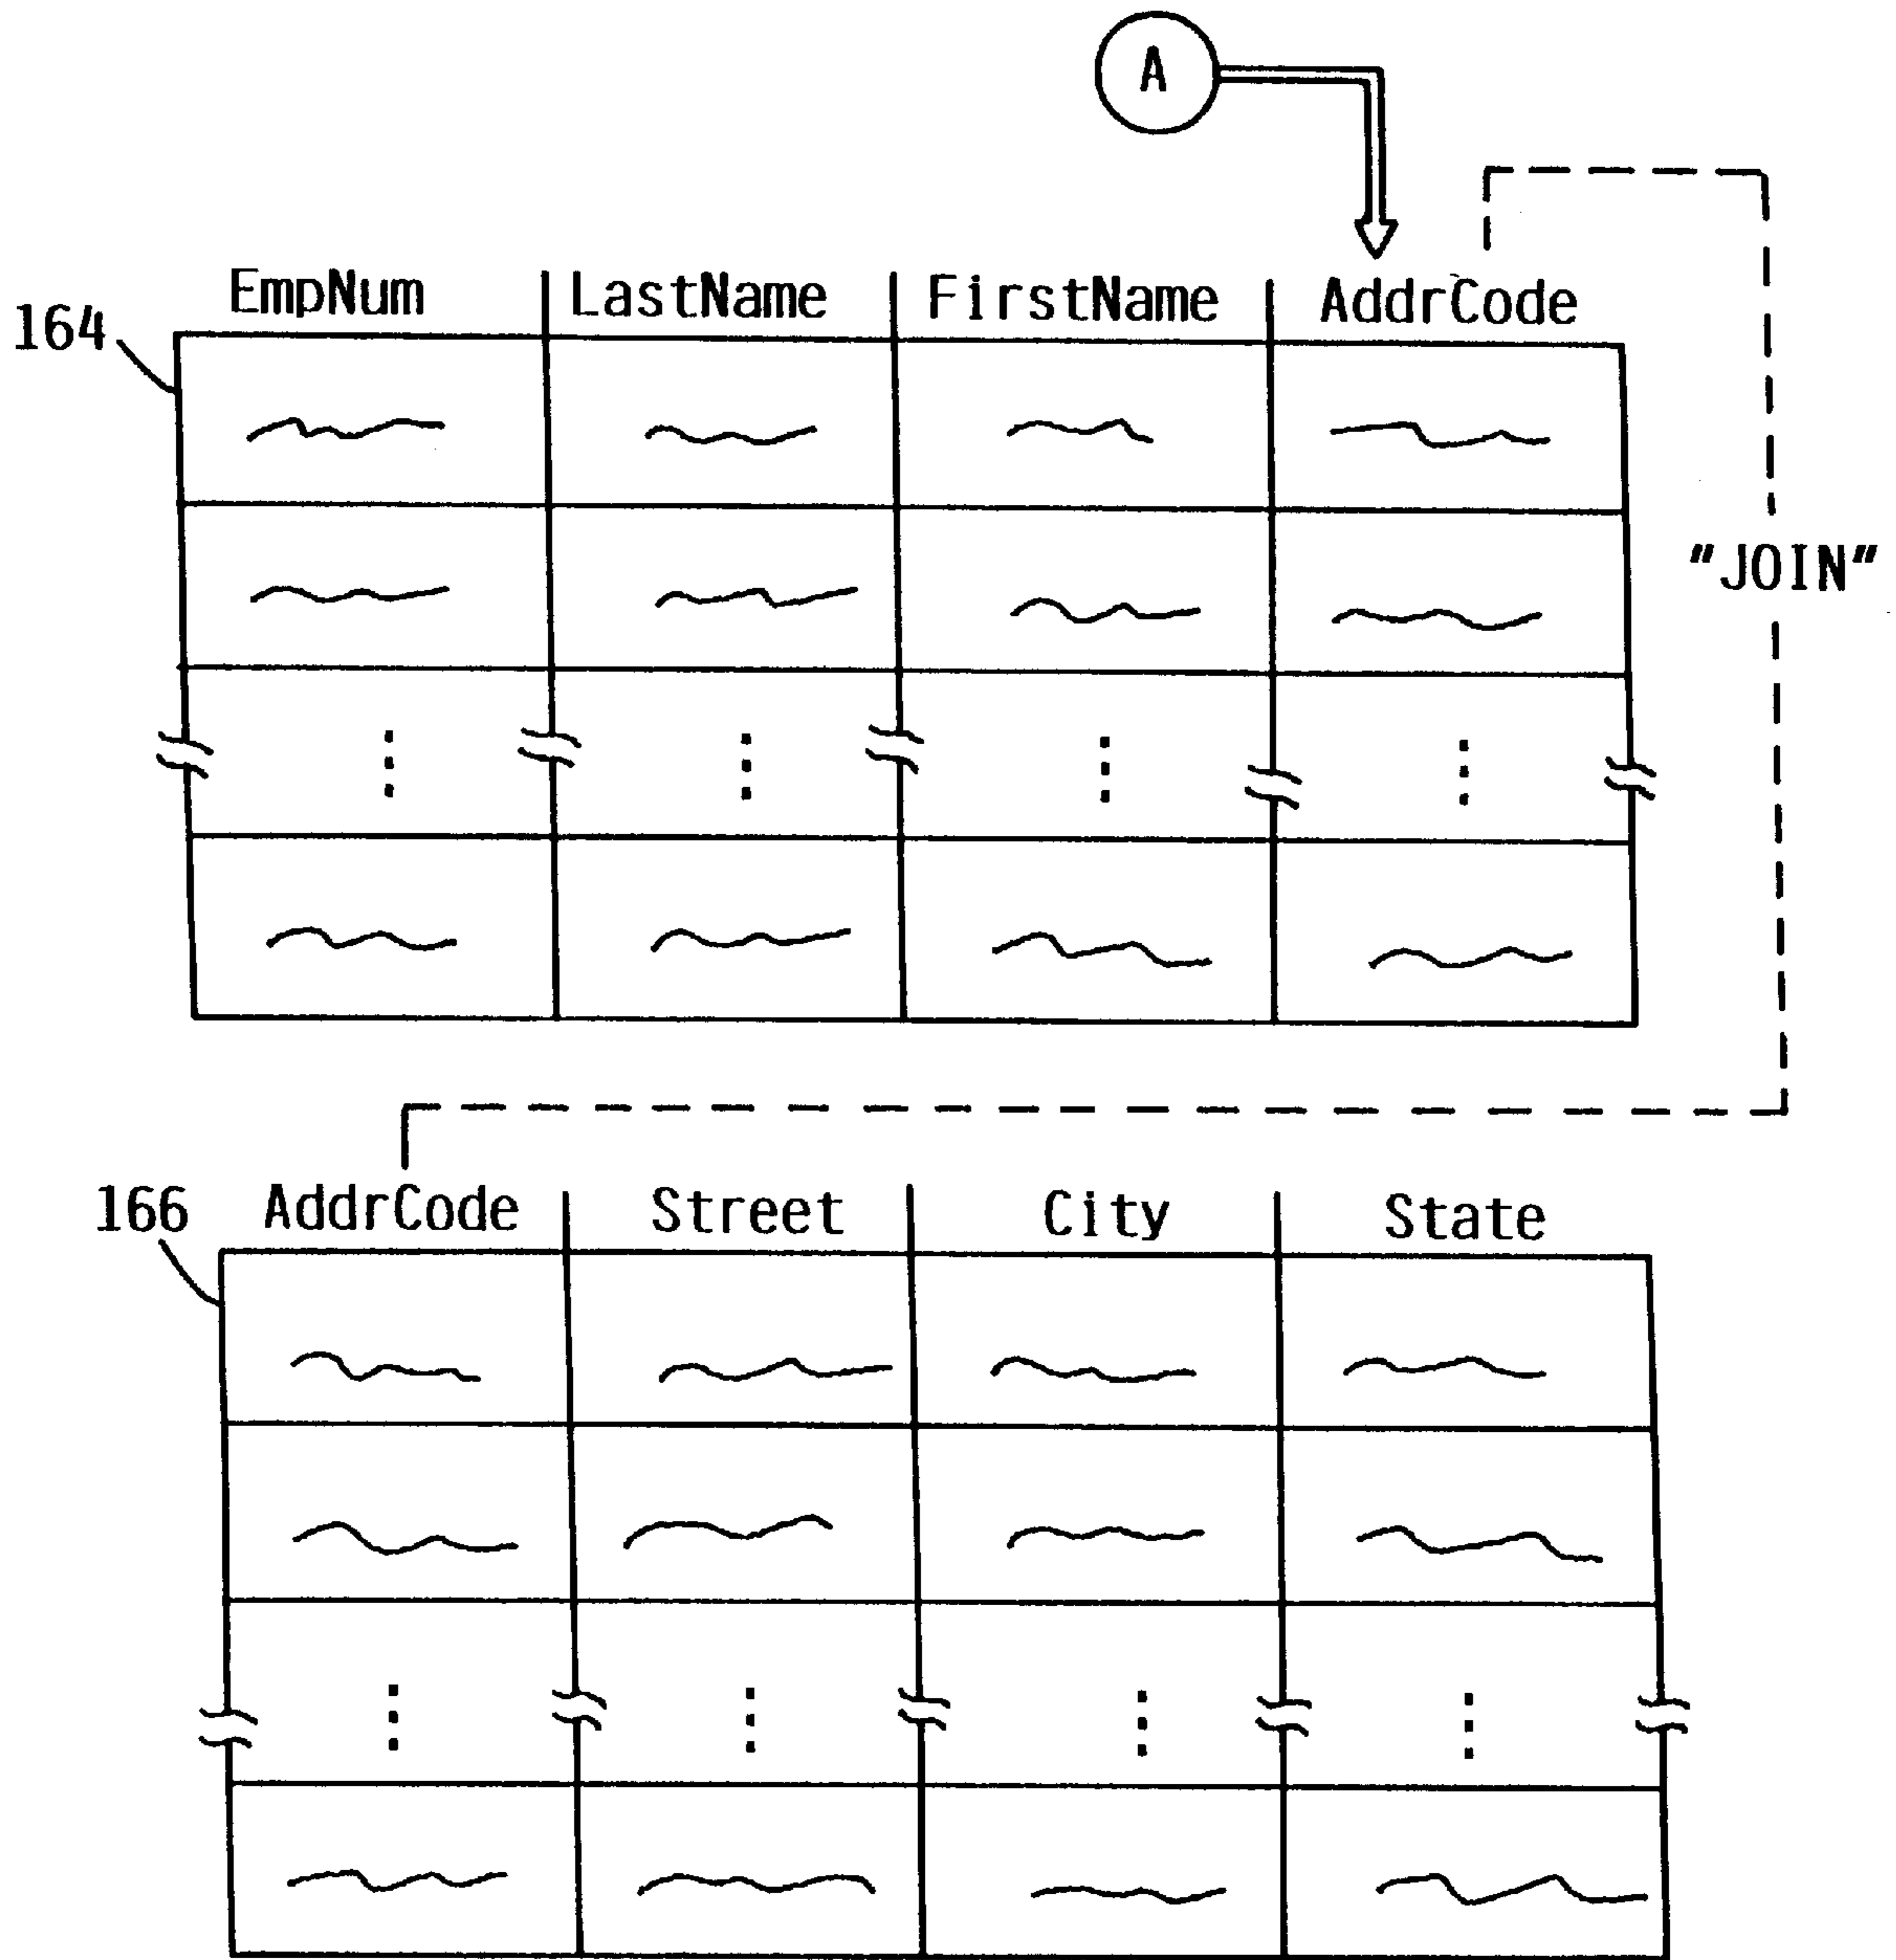 A
EmpNum LastName FirstName AddrCode
164
"JOIN"
166 AddrCode Street City State